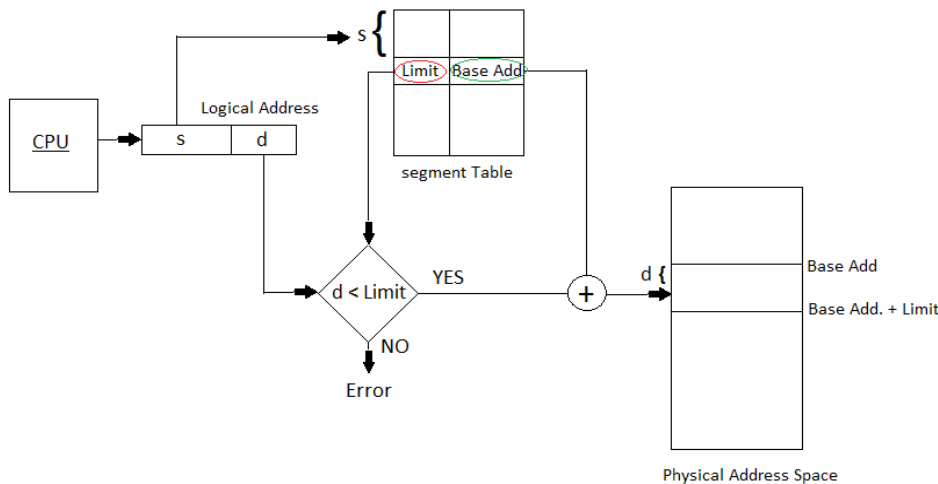 s {
Limit
Base Add
Logical Address
CPU
s
d
segment Table
d < Limit
YES
NO
Error
+
d {
Base Add
Base Add. + Limit
Physical Address Space